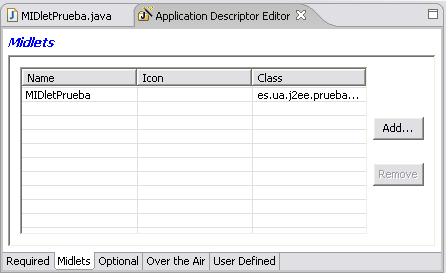 MIDletPrueba.java Application Descriptor Editor
Midlets
Name Icon Class
MIDletPrueba es.ua.j2ee.prueba...
Add...
Remove
Required Midlets Optional Over the Air User Defined